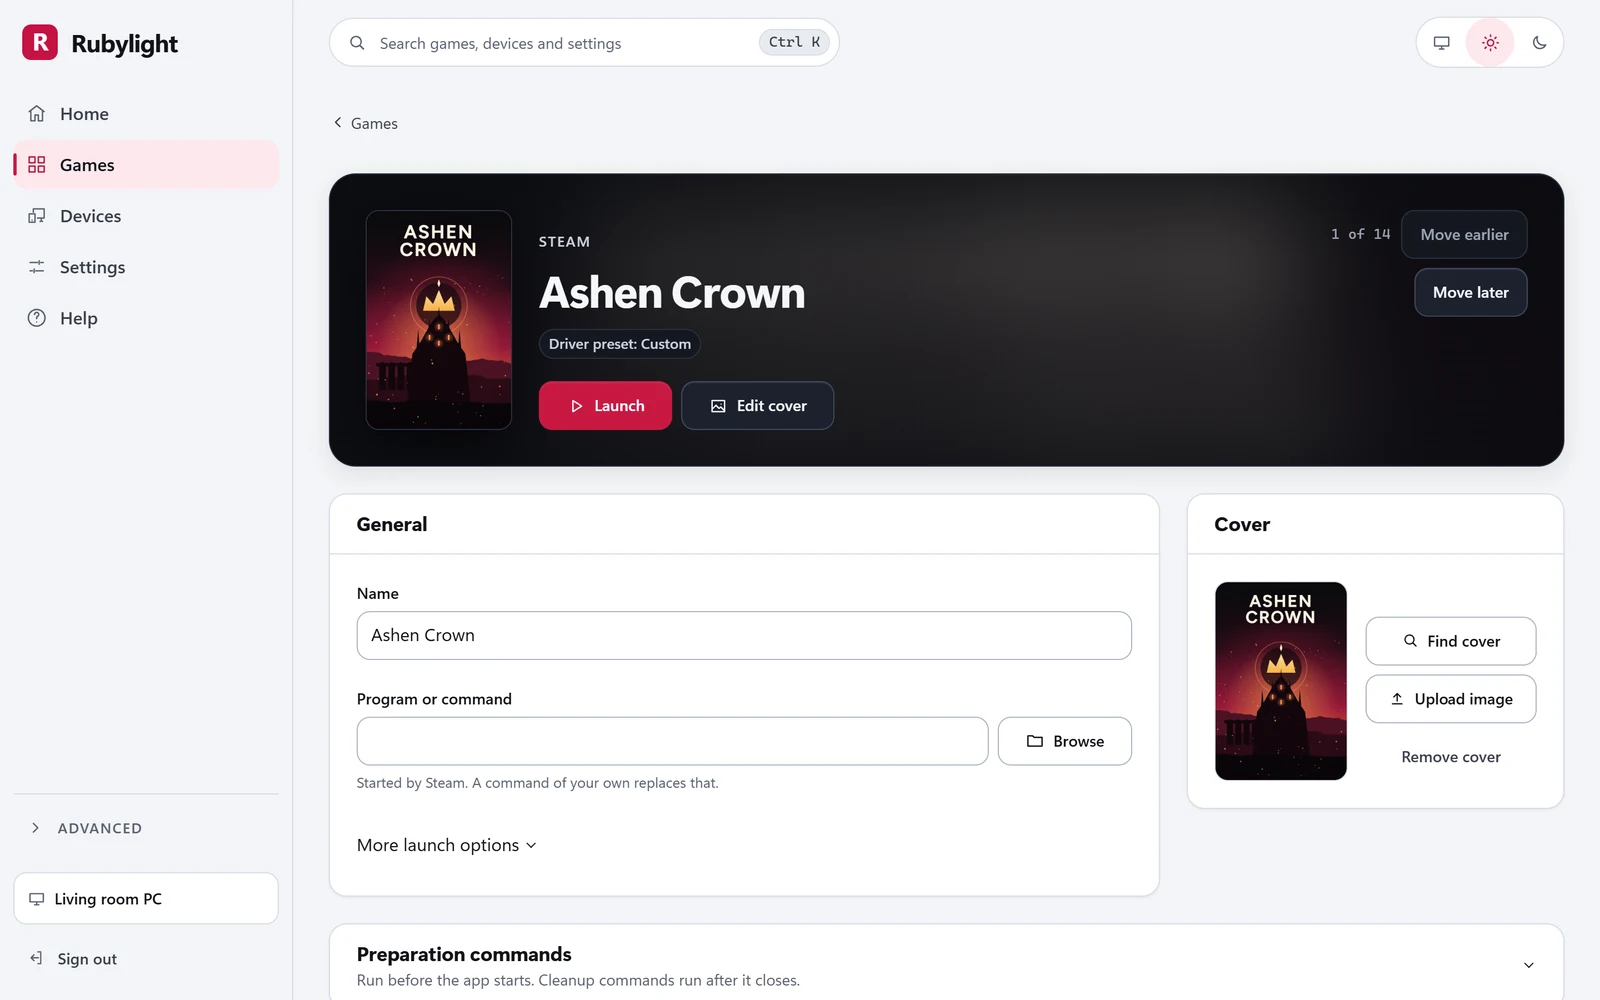 R Rubylight
Search games, devices and settings Ctrl K
Home
Games
Devices
Settings
Help
ADVANCED
Living room PC
Sign out
Games
ASHEN
CROWN
STEAM
Ashen Crown
Driver preset: Custom
Launch
Edit cover
1 of 14
Move earlier
Move later
General
Name
Ashen Crown
Program or command
Browse
Started by Steam. A command of your own replaces that.
More launch options
Cover
ASHEN
CROWN
Find cover
Upload image
Remove cover
Preparation commands
Run before the app starts. Cleanup commands run after it closes.